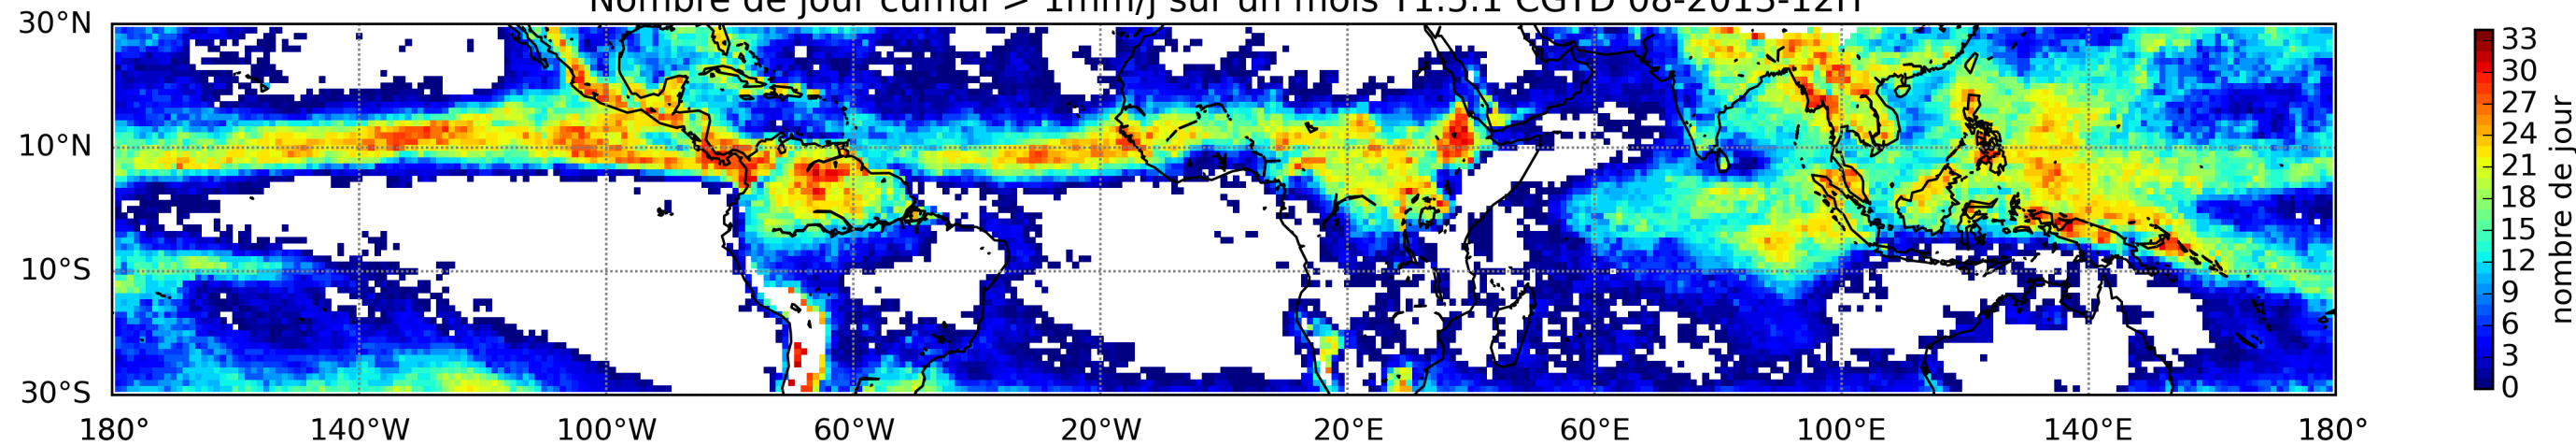 Nombre de jour cumul > 1mm/j sur un mois T1.5.1 CGTD 08-2013-12H
30°N
10°N
10°S
30°S
180°
140°W
100°W
60°W
20°W
20°E
60°E
100°E
140°E
180°
33
30
27
24
21
18
15
12
9
6
3
0
nombre de jour